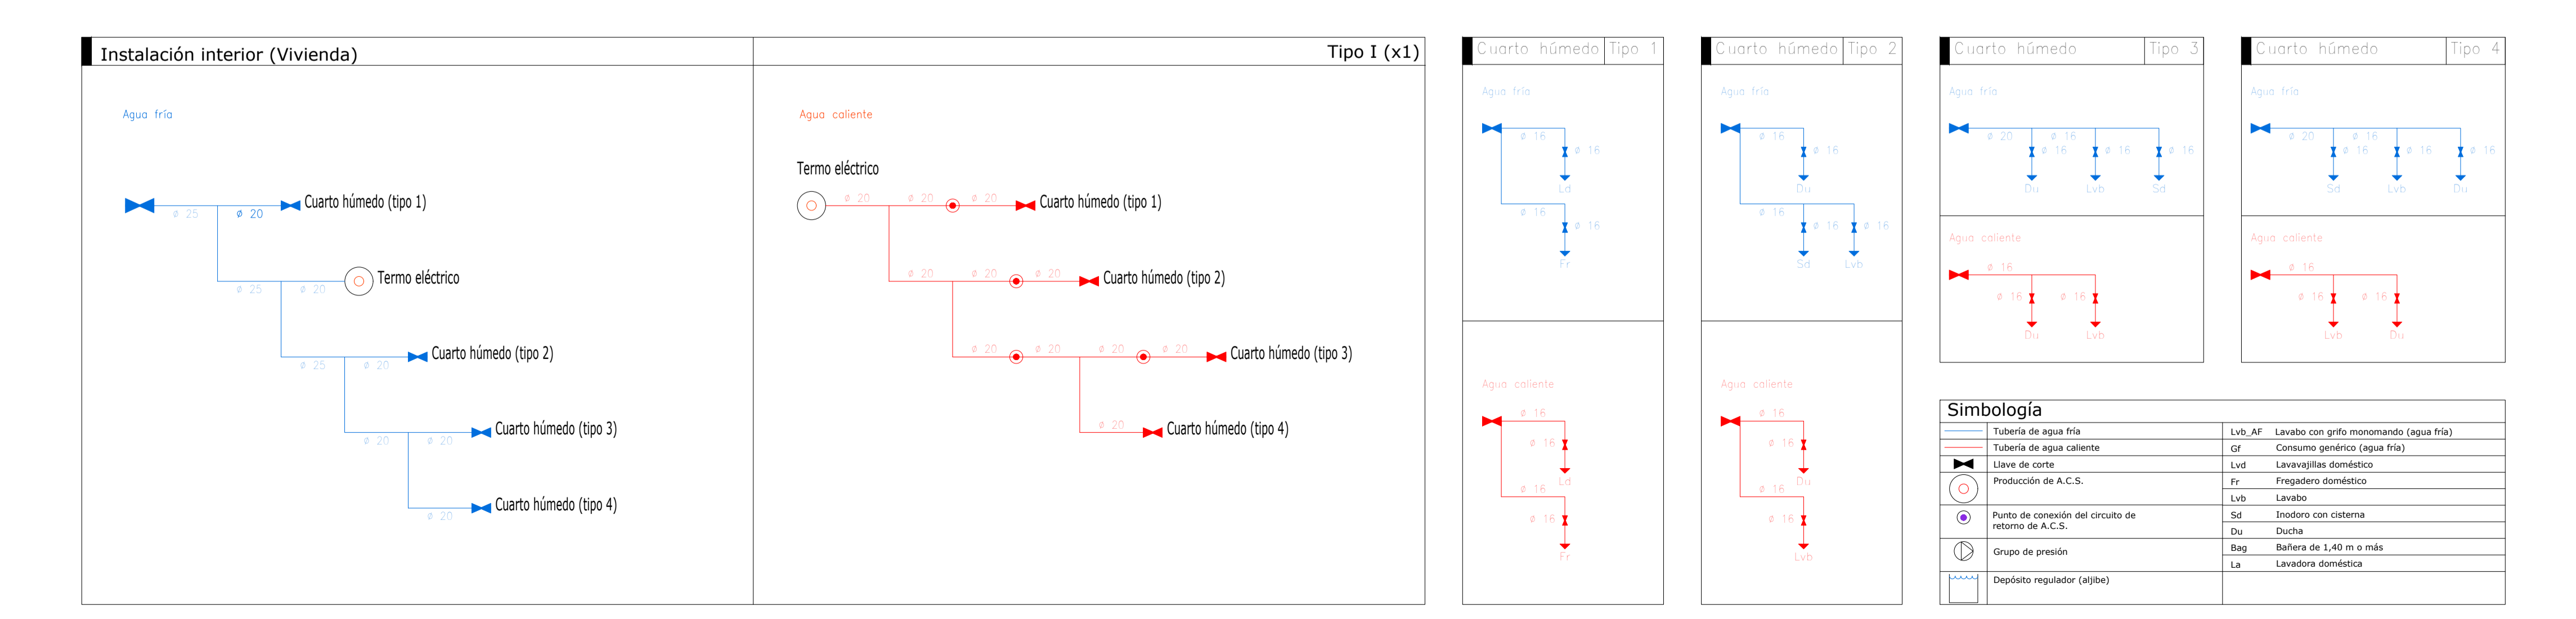 Instalación interior (Vivienda)
Tipo I (x1)
Agua fría
Cuarto húmedo (tipo 1)
ø 25
ø 20
Termo eléctrico
ø 25
ø 20
Cuarto húmedo (tipo 2)
ø 25
ø 20
Cuarto húmedo (tipo 3)
ø 20
ø 20
Cuarto húmedo (tipo 4)
ø 20
Agua caliente
Termo eléctrico
ø 20
ø 20
ø 20
Cuarto húmedo (tipo 1)
ø 20
ø 20
ø 20
Cuarto húmedo (tipo 2)
ø 20
ø 20
ø 20
ø 20
Cuarto húmedo (tipo 3)
ø 20
Cuarto húmedo (tipo 4)
Cuarto húmedo
Tipo 1
Agua fría
ø 16
ø 16
Ld
ø 16
ø 16
Fr
Agua caliente
ø 16
ø 16
Ld
ø 16
ø 16
Fr
Cuarto húmedo
Tipo 2
Agua fría
ø 16
ø 16
Du
ø 16
ø 16
ø 16
Sd
Lvb
Agua caliente
ø 16
ø 16
Du
ø 16
ø 16
Lvb
Cuarto húmedo
Tipo 3
Agua fría
ø 20
ø 16
ø 16
ø 16
ø 16
Du
Lvb
Sd
Agua caliente
ø 16
ø 16
ø 16
Du
Lvb
Cuarto húmedo
Tipo 4
Agua fría
ø 20
ø 16
ø 16
ø 16
ø 16
Sd
Lvb
Du
Agua caliente
ø 16
ø 16
ø 16
Lvb
Du
Simbología
Tubería de agua fría
Tubería de agua caliente
Llave de corte
Producción de A.C.S.
Punto de conexión del circuito de
retorno de A.C.S.
Grupo de presión
Depósito regulador (aljibe)
Lvb_AF Lavabo con grifo monomando (agua fría)
Gf Consumo genérico (agua fría)
Lvd Lavavajillas doméstico
Fr Fregadero doméstico
Lvb Lavabo
Sd Inodoro con cisterna
Du Ducha
Bag Bañera de 1,40 m o más
La Lavadora doméstica